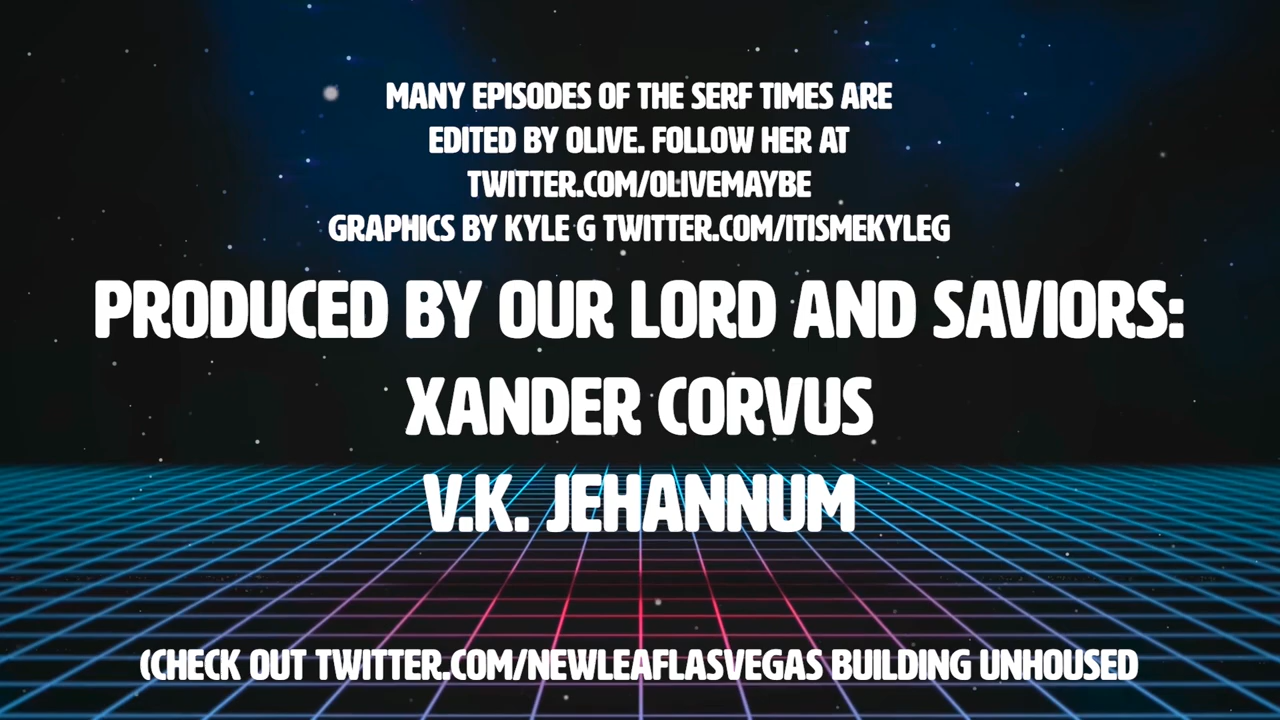 MANY EPISODES OF THE SERF TIMES ARE
EDITED BY OLIVE. FOLLOW HER AT
TWITTER.COM/OLIVEMAYBE
GRAPHICS BY KYLE G TWITTER.COM/ITISMEKYLEG
PRODUCED BY OUR LORD AND SAVIORS:
XANDER CORVUS
V.K. JEHANNUM
(CHECK OUT TWITTER.COM/NEWLEAFLASVEGAS BUILDING UNHOUSED